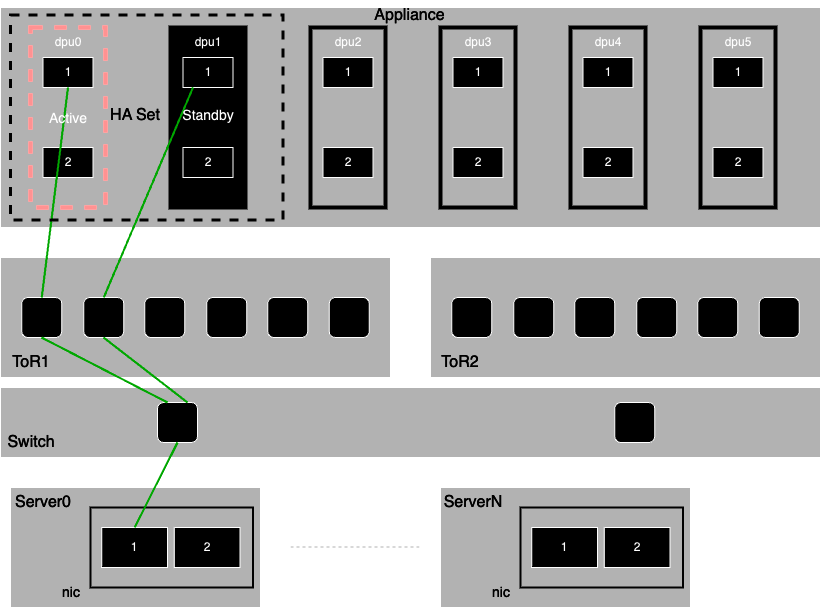 Appliance
dpu0
dpu1
dpu2
dpu3
dpu4
dpu5
1
1
1
1
1
1
Active
HA Set
Standby
2
2
2
2
2
2
ToR1
ToR2
Switch
Server0
ServerN
1
2
1
2
nic
nic